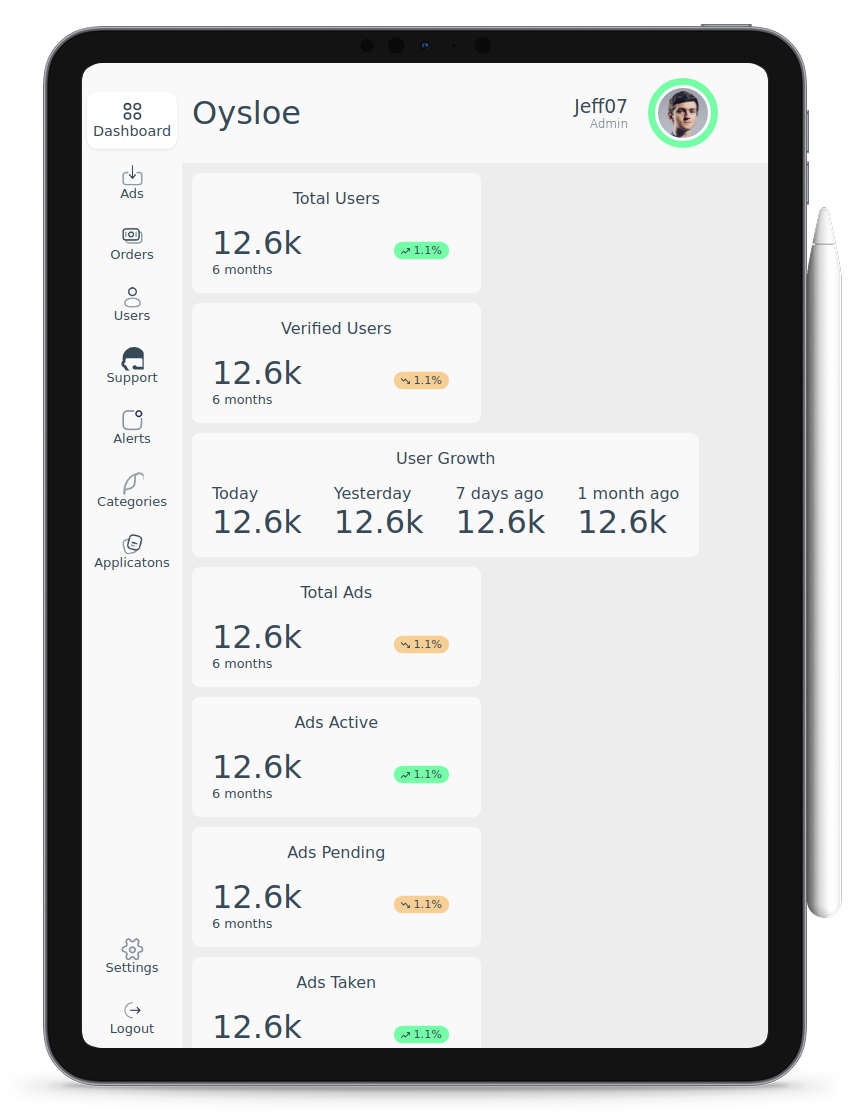 Oysloe
Jeff07
Admin
Dashboard
Ads
Orders
Users
Support
Alerts
Categories
Applicatons
Settings
Logout
Total Users
12.6k
1.1%
6 months
Verified Users
12.6k
1.1%
6 months
User Growth
Today Yesterday 7 days ago 1 month ago
12.6k 12.6k 12.6k 12.6k
Total Ads
12.6k
1.1%
6 months
Ads Active
12.6k
1.1%
6 months
Ads Pending
12.6k
1.1%
6 months
Ads Taken
12.6k
1.1%